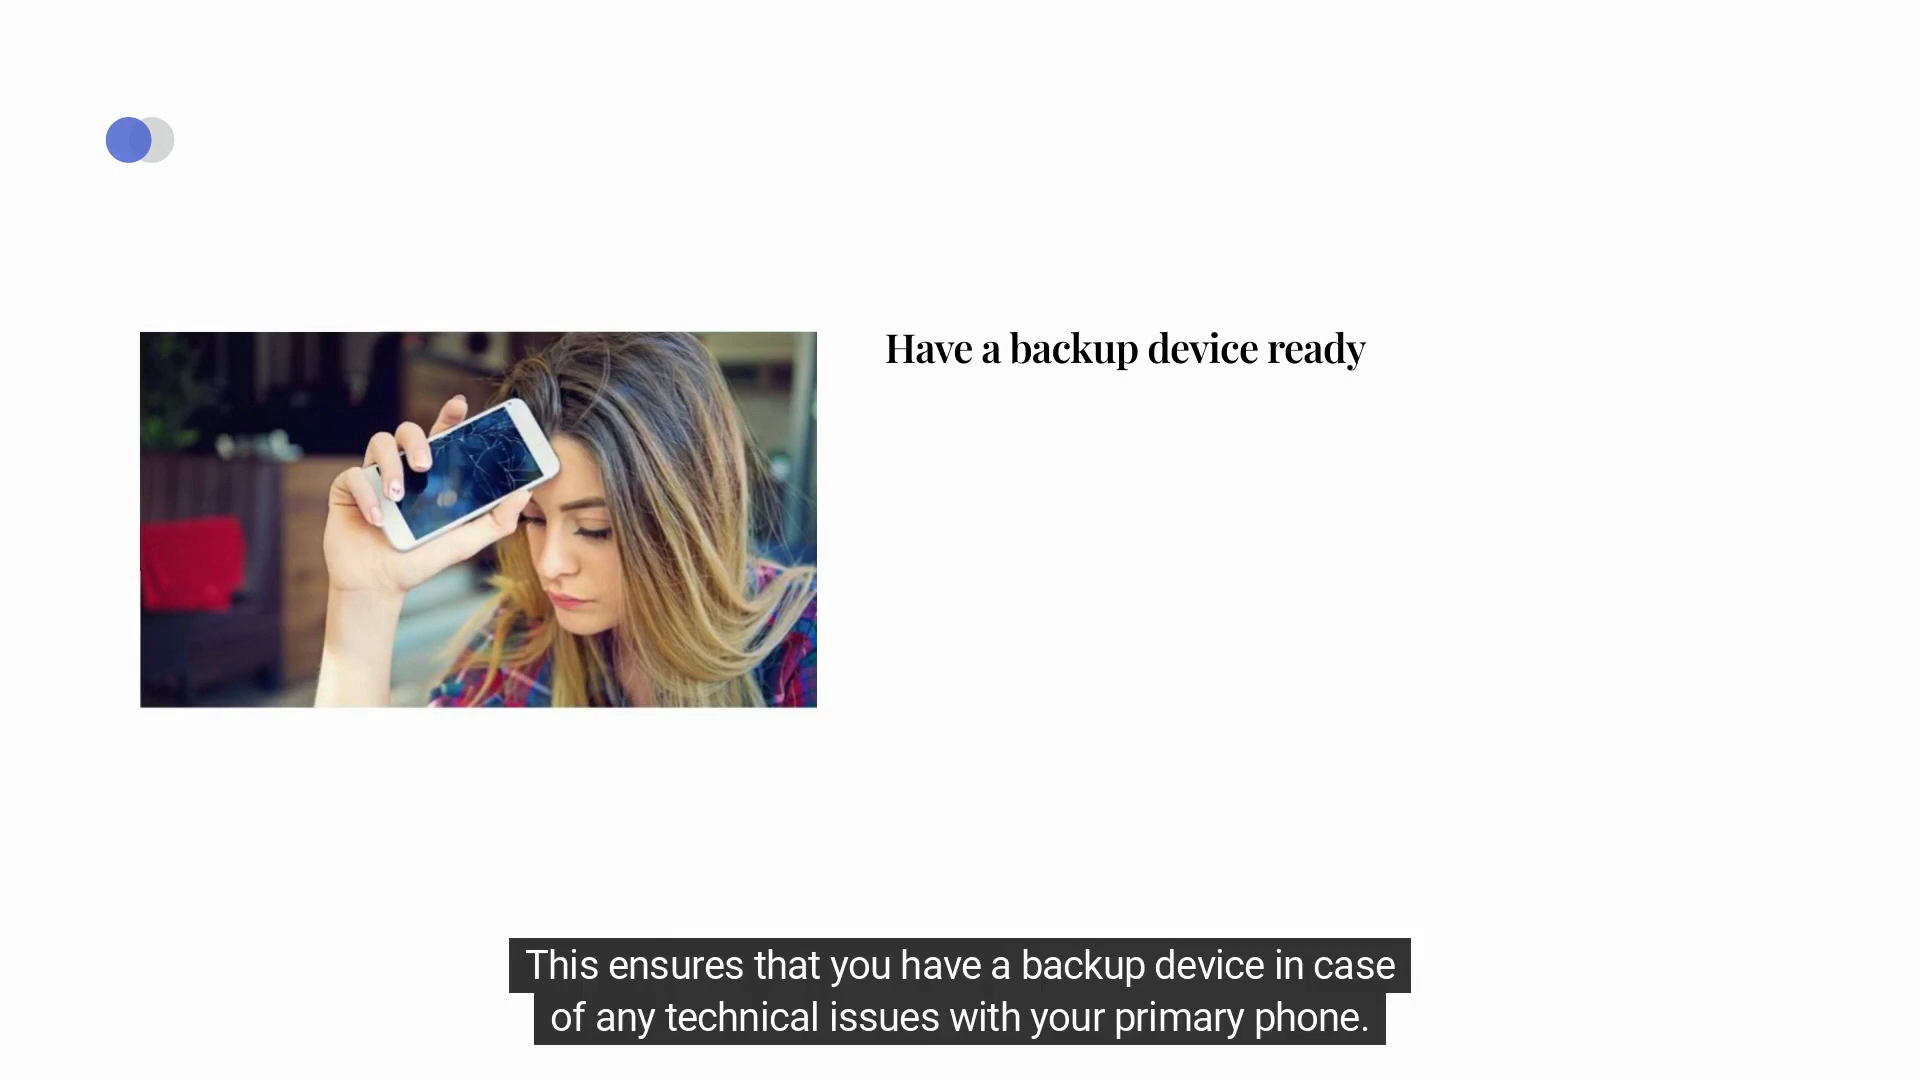 Have a backup device ready
This ensures that you have a backup device in case
of any technical issues with your primary phone.